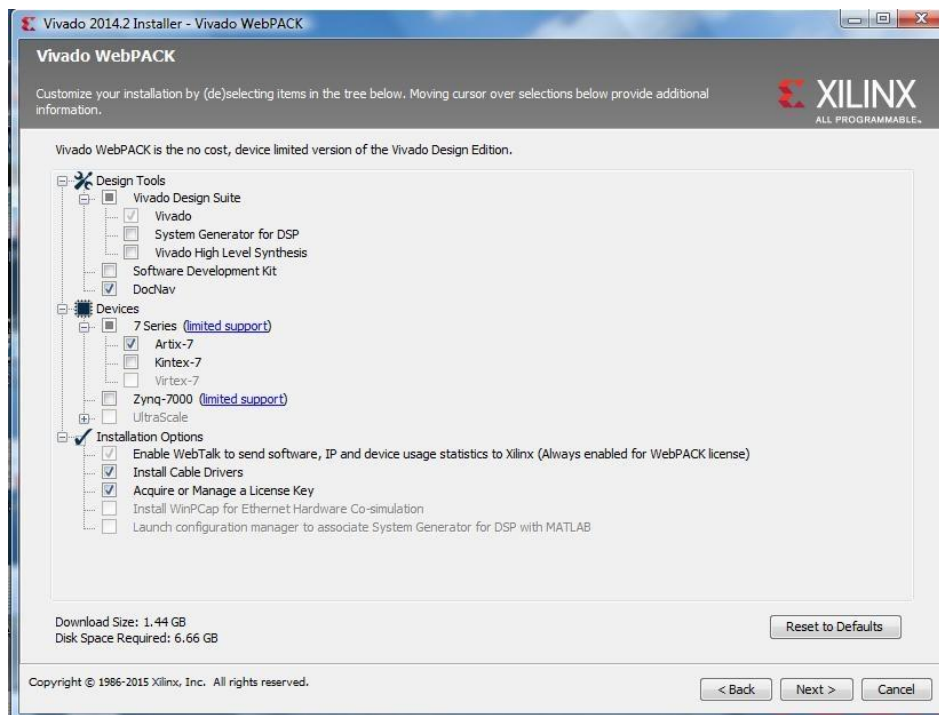 Vivado 2014.2 Installer - Vivado WebPACK
Vivado WebPACK
Customize your installation by (de)selecting items in the tree below. Moving cursor over selections below provide additional
information.
XILINX
ALL PROGRAMMABLE.
Vivado WebPACK is the no cost, device limited version of the Vivado Design Edition.
Design Tools
Vivado Design Suite
Vivado
System Generator for DSP
Vivado High Level Synthesis
Software Development Kit
DocNav
Devices
7 Series (limited support)
Artix-7
Kintex-7
Virtex-7
Zynq-7000 (limited support)
UltraScale
Installation Options
Enable WebTalk to send software, IP and device usage statistics to Xilinx (Always enabled for WebPACK license)
Install Cable Drivers
Acquire or Manage a License Key
Install WinPCap for Ethernet Hardware Co-simulation
Launch configuration manager to associate System Generator for DSP with MATLAB
Download Size: 1.44 GB
Disk Space Required: 6.66 GB
Reset to Defaults
Copyright © 1986-2015 Xilinx, Inc. All rights reserved.
< Back Next > Cancel